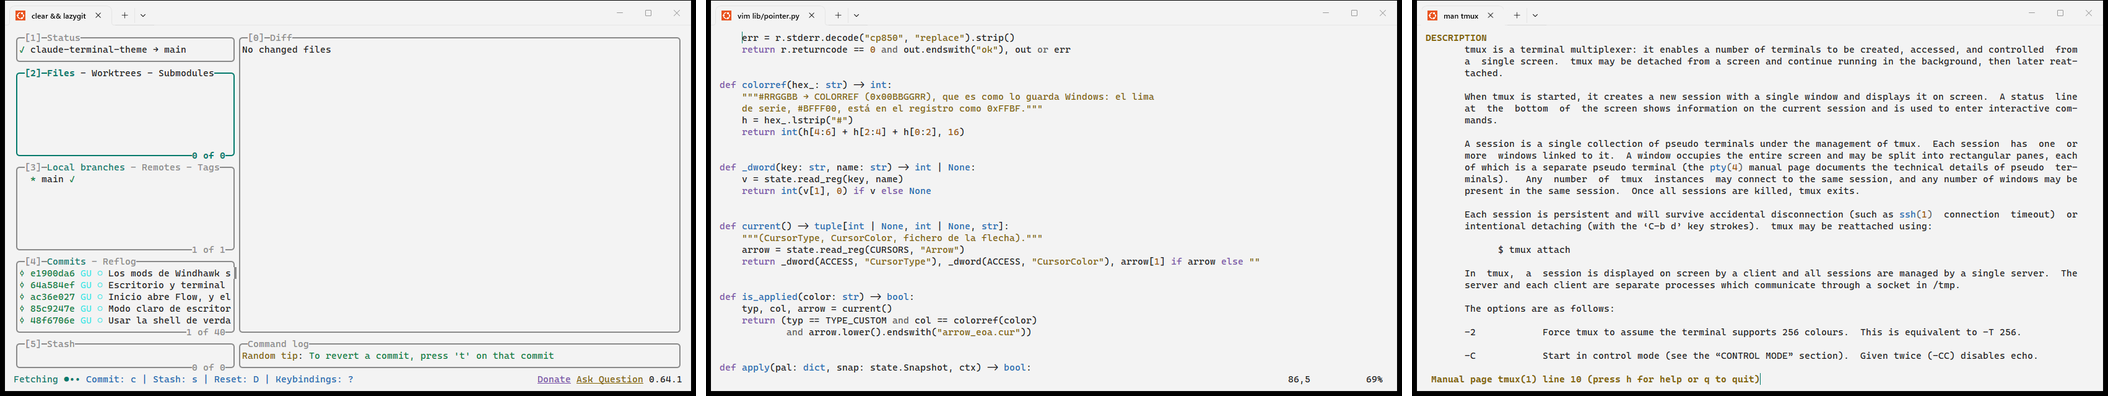 clear && lazygit
[1]─Status
✓ claude-terminal-theme → main
[2]─Files - Worktrees - Submodules
0 of 0
[3]─Local branches - Remotes - Tags
* main ✓
1 of 1
[4]─Commits - Reflog
e1900da6 GU Los mods de Windhawk s
64a584ef GU Escritorio y terminal
ac36e027 GU Inicio abre Flow, y el
85c9247e GU Modo claro de escritor
48f6706e GU Usar la shell de verda
1 of 40
[5]─Stash
0 of 0
[0]─Diff
No changed files
Command log
Random tip: To revert a commit, press 't' on that commit
Fetching ●•• Commit: c | Stash: s | Reset: D | Keybindings: ? Donate Ask Question 0.64.1
vim lib/pointer.py
err = r.stderr.decode("cp850", "replace").strip()
return r.returncode == 0 and out.endswith("ok"), out or err
def colorref(hex_: str) → int:
"""#RRGGBB → COLORREF (0x00BBGGRR), que es como lo guarda Windows: el lima
de serie, #BFFF00, está en el registro como 0xFFBF."""
h = hex_.lstrip("#")
return int(h[4:6] + h[2:4] + h[0:2], 16)
def _dword(key: str, name: str) → int | None:
v = state.read_reg(key, name)
return int(v[1], 0) if v else None
def current() → tuple[int | None, int | None, str]:
"""(CursorType, CursorColor, fichero de la flecha)."""
arrow = state.read_reg(CURSORS, "Arrow")
return _dword(ACCESS, "CursorType"), _dword(ACCESS, "CursorColor"), arrow[1] if arrow else ""
def is_applied(color: str) → bool:
typ, col, arrow = current()
return (typ == TYPE_CUSTOM and col == colorref(color)
and arrow.lower().endswith("arrow_eoa.cur"))
def apply(pal: dict, snap: state.Snapshot, ctx) → bool:
86,5 69%
man tmux
DESCRIPTION
tmux is a terminal multiplexer: it enables a number of terminals to be created, accessed, and controlled from
a single screen. tmux may be detached from a screen and continue running in the background, then later reat-
tached.
When tmux is started, it creates a new session with a single window and displays it on screen. A status line
at the bottom of the screen shows information on the current session and is used to enter interactive com-
mands.
A session is a single collection of pseudo terminals under the management of tmux. Each session has one or
more windows linked to it. A window occupies the entire screen and may be split into rectangular panes, each
of which is a separate pseudo terminal (the pty(4) manual page documents the technical details of pseudo ter-
minals). Any number of tmux instances may connect to the same session, and any number of windows may be
present in the same session. Once all sessions are killed, tmux exits.
Each session is persistent and will survive accidental disconnection (such as ssh(1) connection timeout) or
intentional detaching (with the ‘C-b d’ key strokes). tmux may be reattached using:
$ tmux attach
In tmux, a session is displayed on screen by a client and all sessions are managed by a single server. The
server and each client are separate processes which communicate through a socket in /tmp.
The options are as follows:
-2 Force tmux to assume the terminal supports 256 colours. This is equivalent to -T 256.
-C Start in control mode (see the “CONTROL MODE” section). Given twice (-CC) disables echo.
Manual page tmux(1) line 10 (press h for help or q to quit)